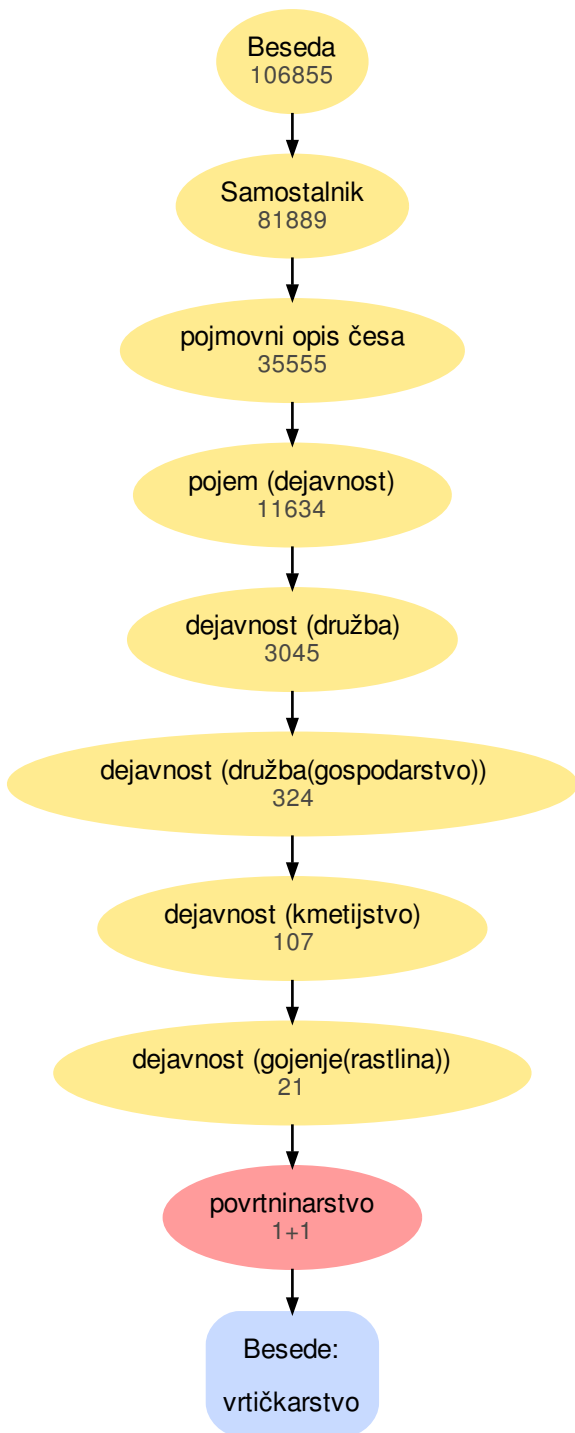 Beseda
106855
Samostalnik
81889
pojmovni opis česa
35555
pojem (dejavnost)
11634
dejavnost (družba)
3045
dejavnost (družba(gospodarstvo))
324
dejavnost (kmetijstvo)
107
dejavnost (gojenje(rastlina))
21
povrtninarstvo
1+1
Besede:
vrtičkarstvo